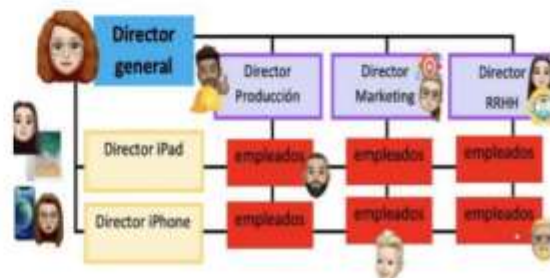 Director
general
Director
Producción
Director
Marketing
Director
RRHH
Director iPad
empleados
empleados
empleados
Director iPhone
empleados
empleados
empleados